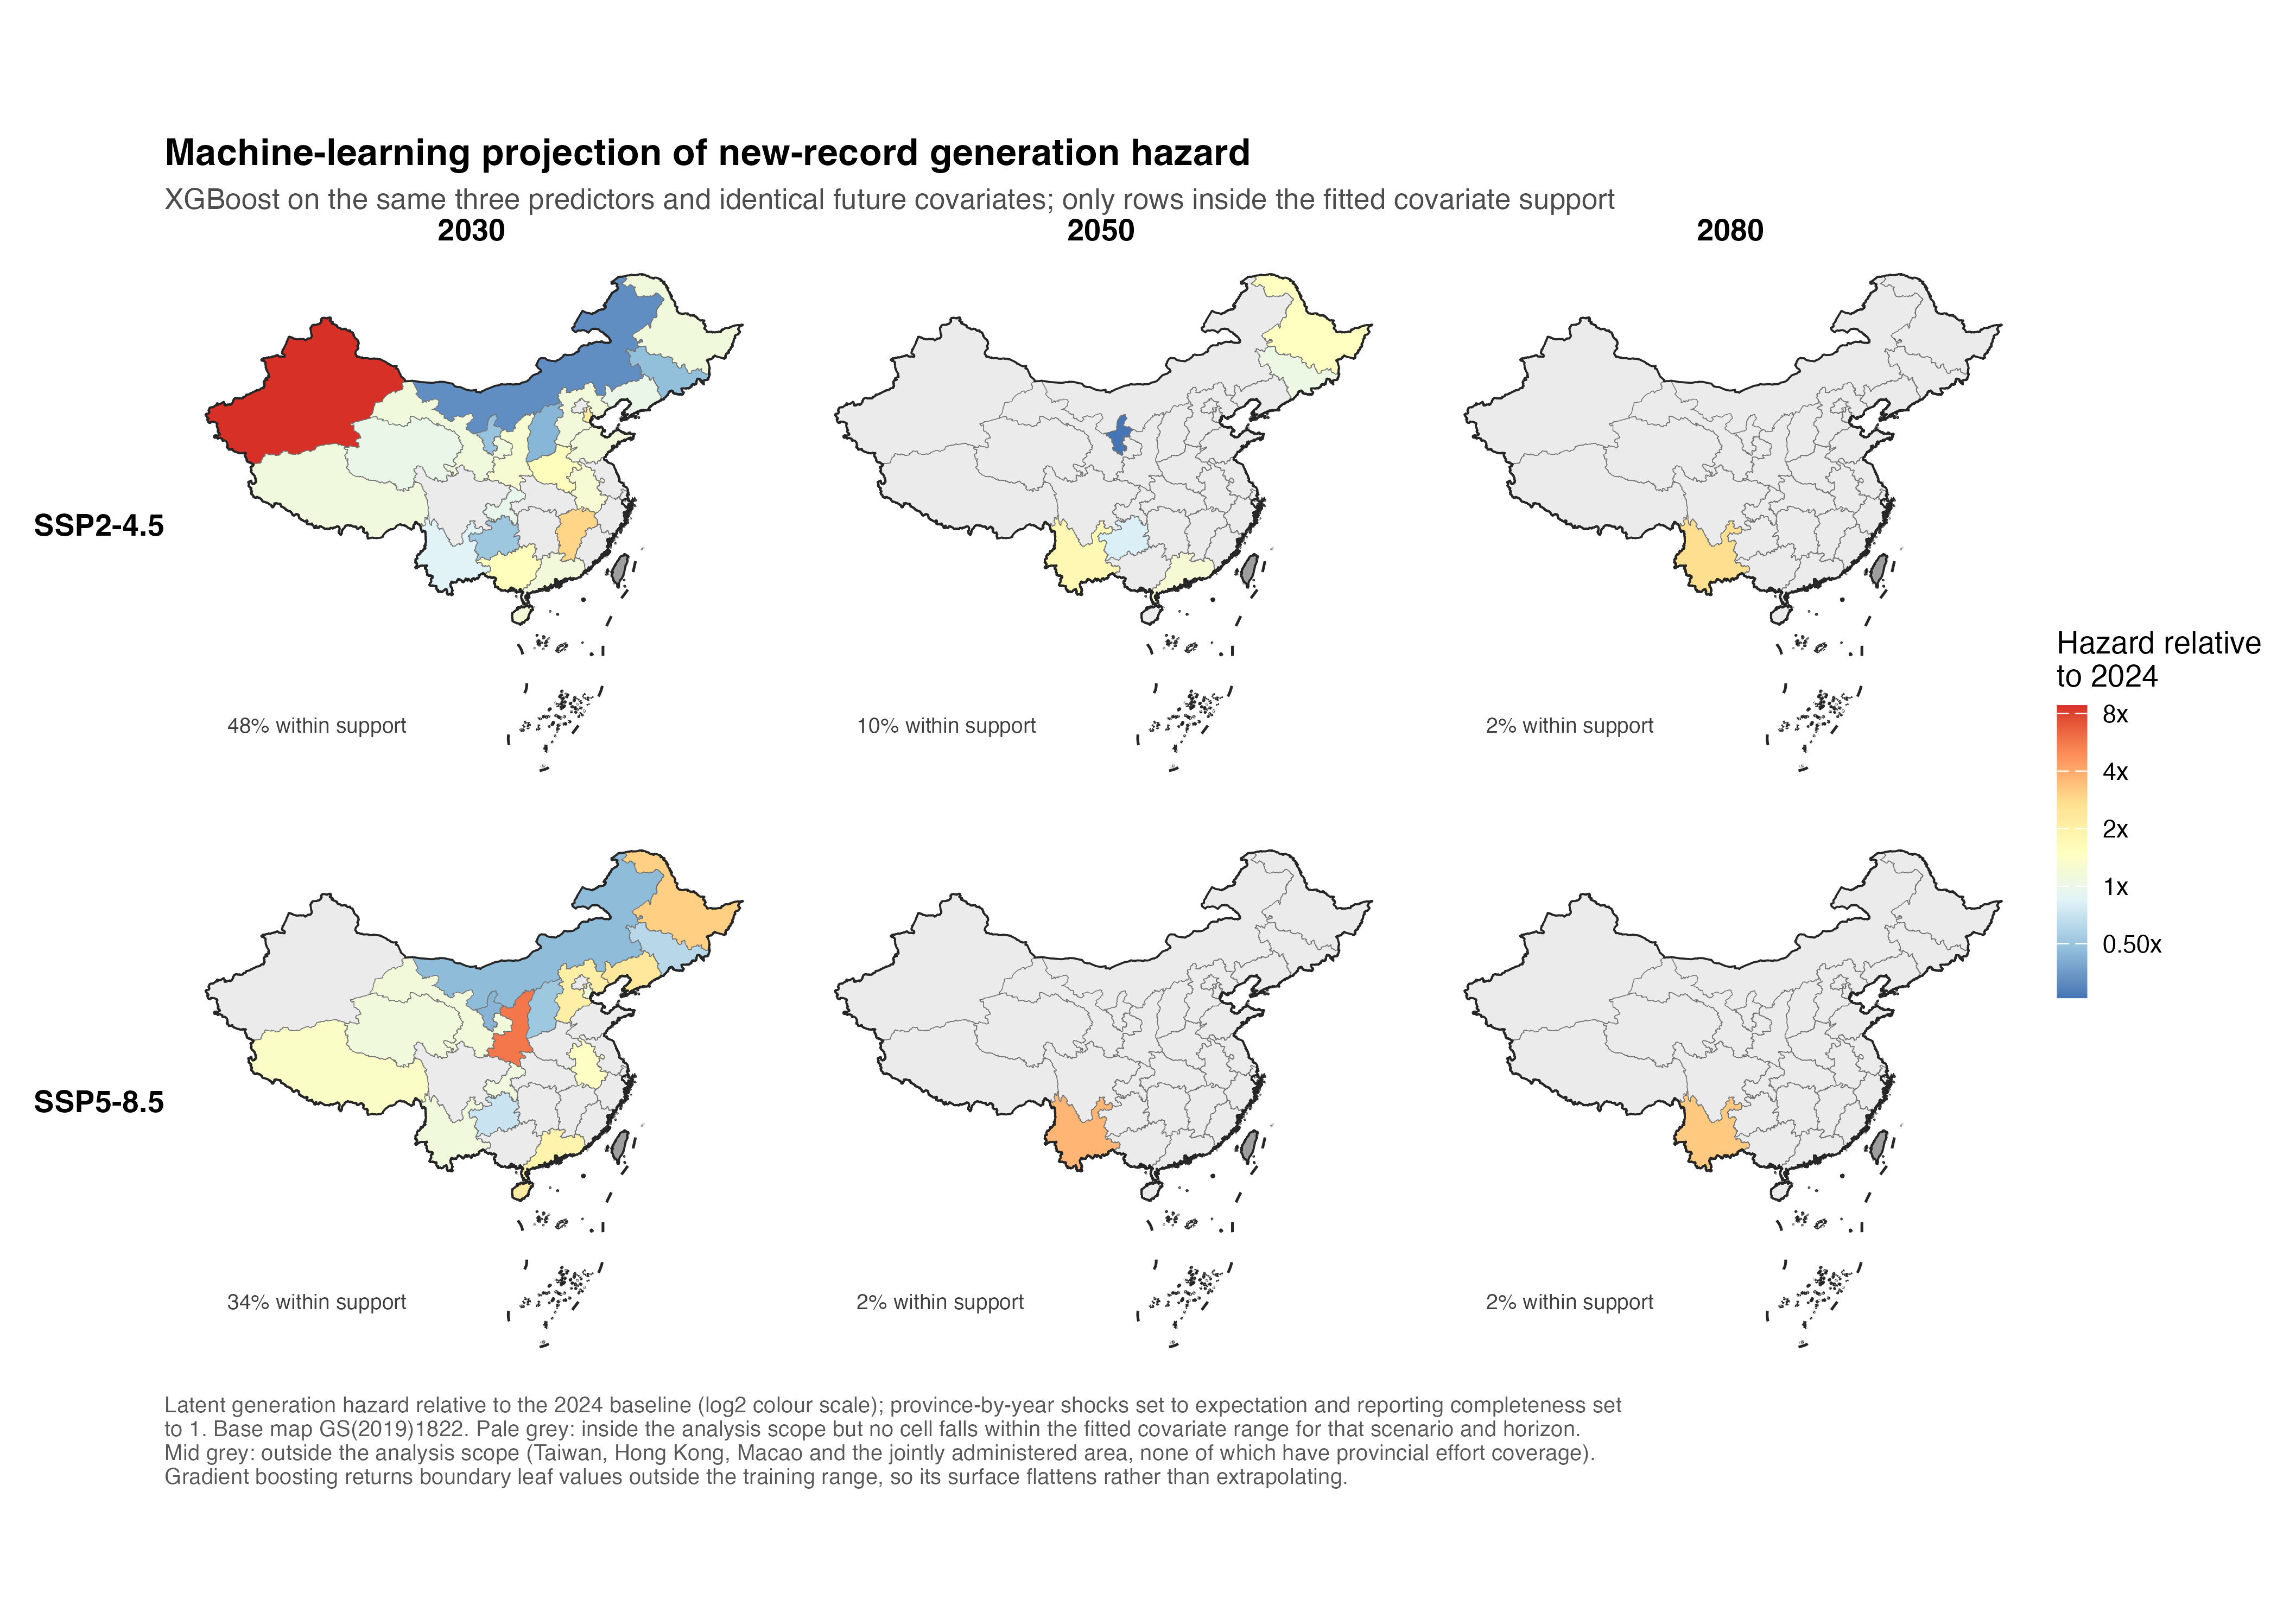 Machine-learning projection of new-record generation hazard
XGBoost on the same three predictors and identical future covariates; only rows inside the fitted covariate support
2030
2050
2080
SSP2-4.5
48% within support
10% within support
2% within support
Hazard relative
to 2024
8x
4x
2x
1x
0.50x
SSP5-8.5
34% within support
2% within support
2% within support
Latent generation hazard relative to the 2024 baseline (log2 colour scale); province-by-year shocks set to expectation and reporting completeness set
to 1. Base map GS(2019)1822. Pale grey: inside the analysis scope but no cell falls within the fitted covariate range for that scenario and horizon.
Mid grey: outside the analysis scope (Taiwan, Hong Kong, Macao and the jointly administered area, none of which have provincial effort coverage).
Gradient boosting returns boundary leaf values outside the training range, so its surface flattens rather than extrapolating.